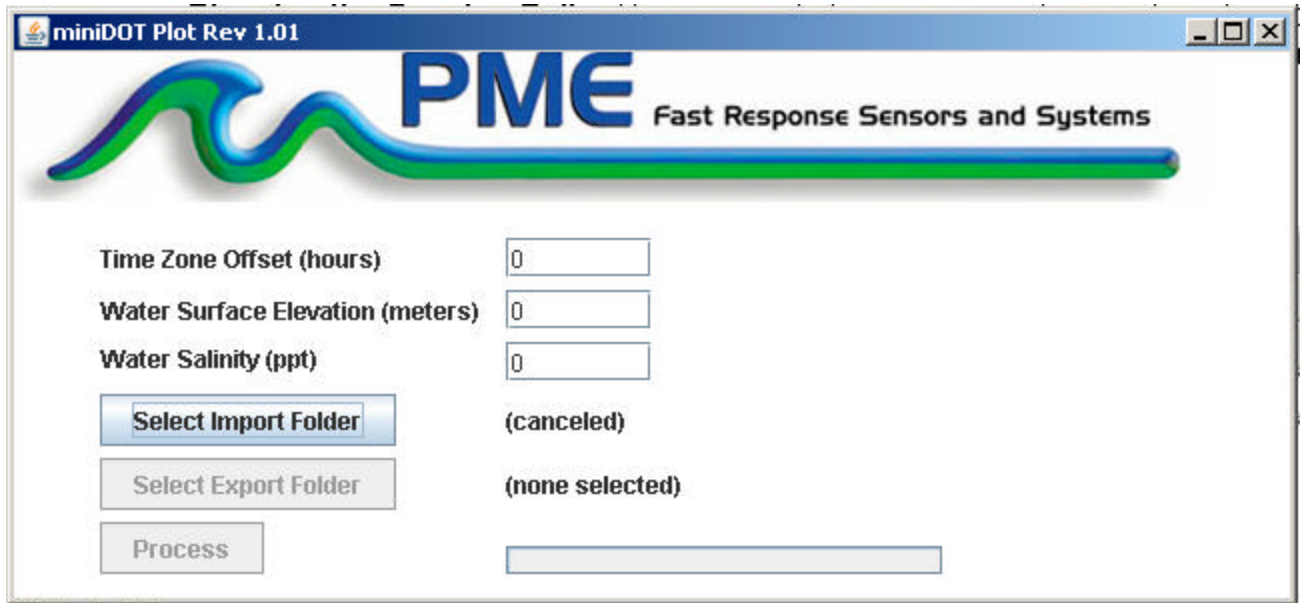 miniDOT Plot Rev 1.01
PME Fast Response Sensors and Systems
Time Zone Offset (hours) 0
Water Surface Elevation (meters) 0
Water Salinity (ppt) 0
Select Import Folder (canceled)
Select Export Folder (none selected)
Process